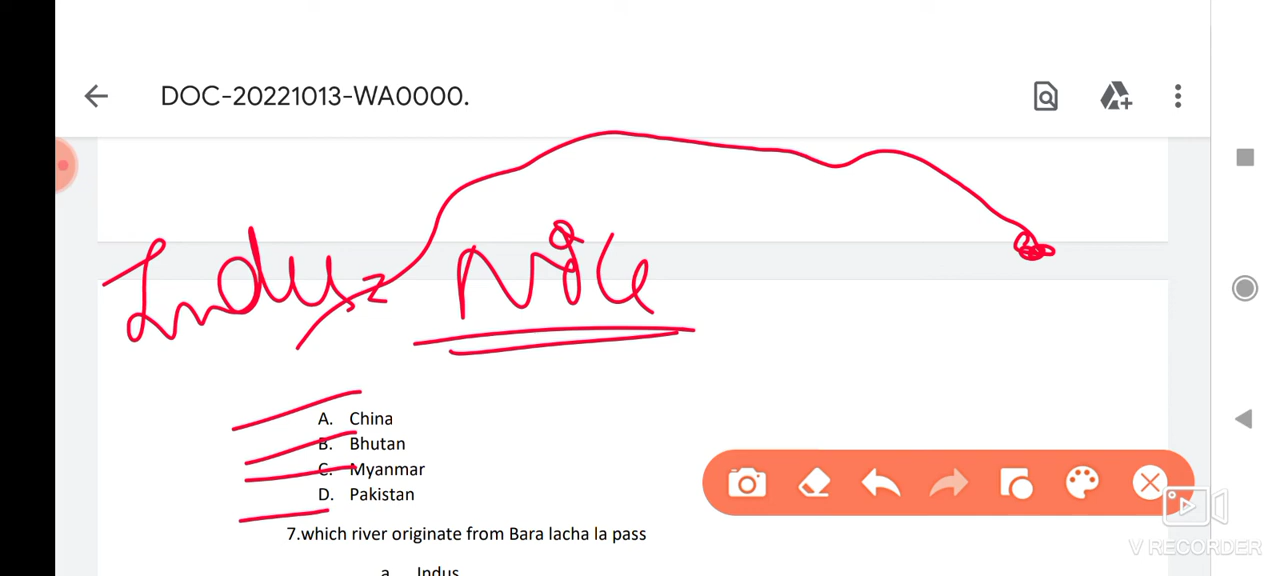 DOC-20221013-WA0000.
Indus Nile
A. China
B. Bhutan
C. Myanmar
D. Pakistan
7.which river originate from Bara lacha la pass
a. Indus
V RECORDER